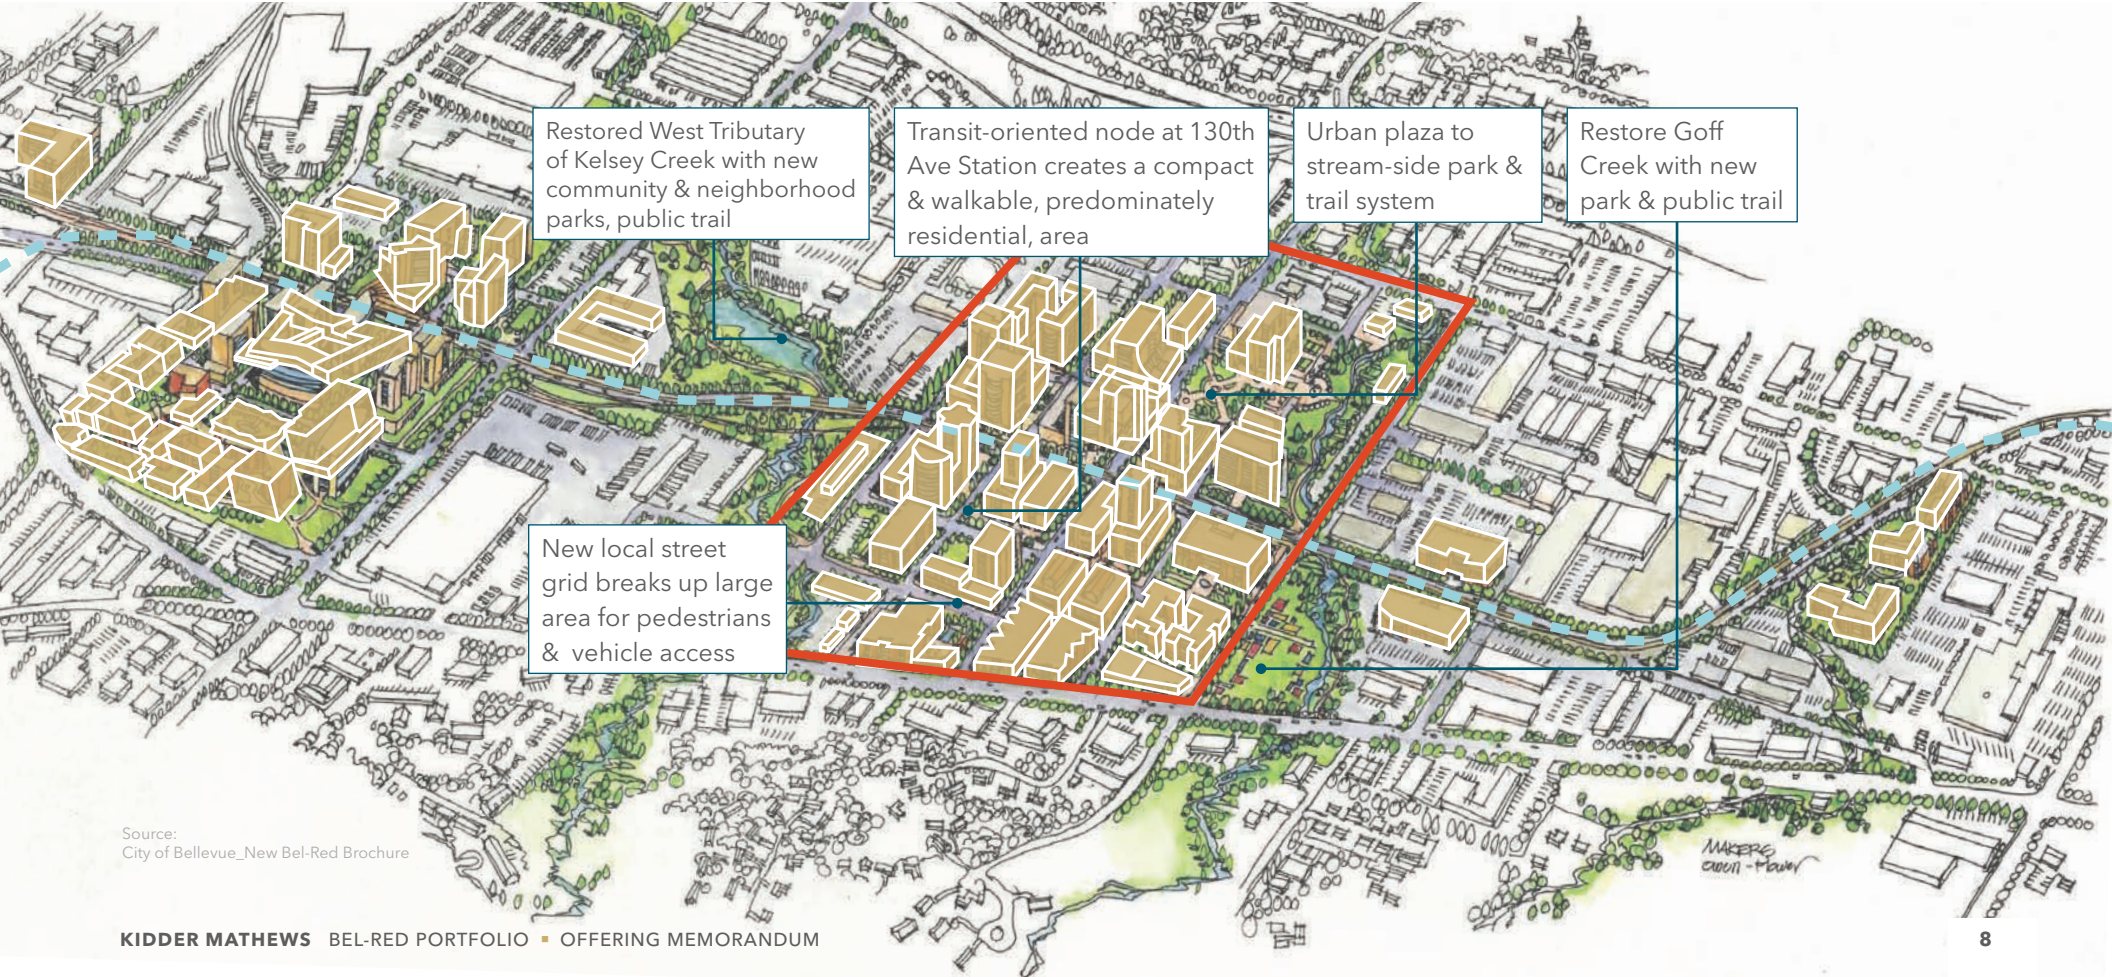 Restored West Tributary
of Kelsey Creek with new
community & neighborhood
parks, public trail
Transit-oriented node at 130th
Ave Station creates a compact
& walkable, predominately
residential, area
Urban plaza to
stream-side park &
trail system
Restore Goff
Creek with new
park & public trail
New local street
grid breaks up large
area for pedestrians
& vehicle access
Source:
City of Bellevue_New Bel-Red Brochure
MAKERS
KIDDER MATHEWS BEL-RED PORTFOLIO ▪ OFFERING MEMORANDUM
8